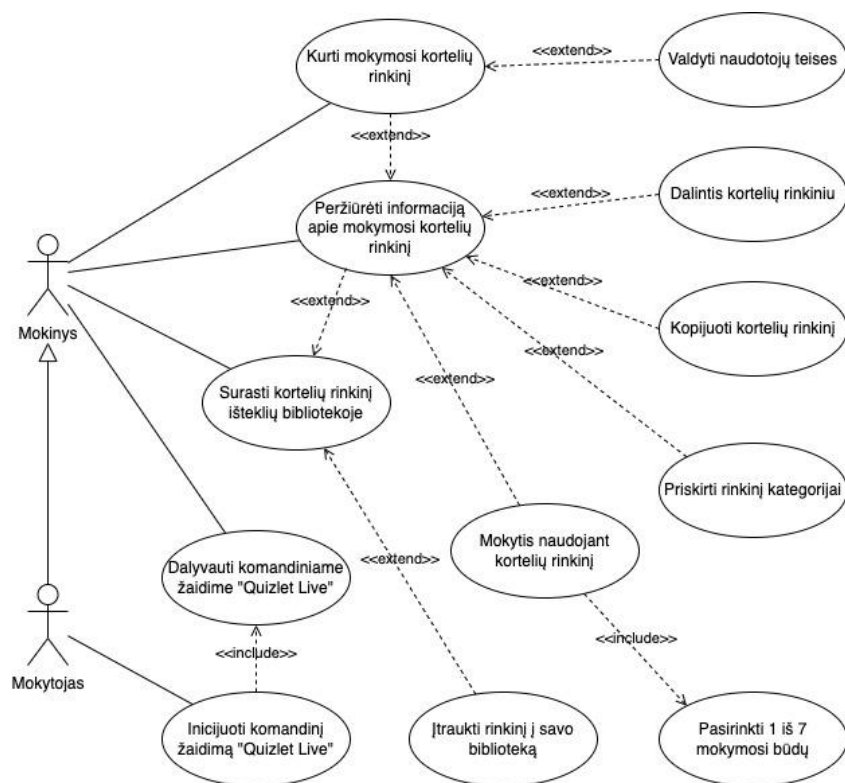 Kurti mokymosi kortelių
rinkinį
<<extend>>
Valdyti naudotojų teises
<<extend>>
Peržiūrėti informaciją
apie mokymosi kortelių
rinkinį
<<extend>>
Dalintis kortelių rinkiniu
Mokinys
<<extend>>
<<extend>>
Kopijuoti kortelių rinkinį
<<extend>>
<<extend>>
Surasti kortelių rinkinį
išteklių bibliotekoje
Priskirti rinkinį kategorijai
Mokytis naudojant
kortelių rinkinį
<<extend>>
Dalyvauti komandiniame
žaidime "Quizlet Live"
<<include>>
<<include>>
Mokytojas
Inicijuoti komandinį
žaidimą "Quizlet Live"
Įtraukti rinkinį į savo
biblioteką
Pasirinkti 1 iš 7
mokymosi būdų